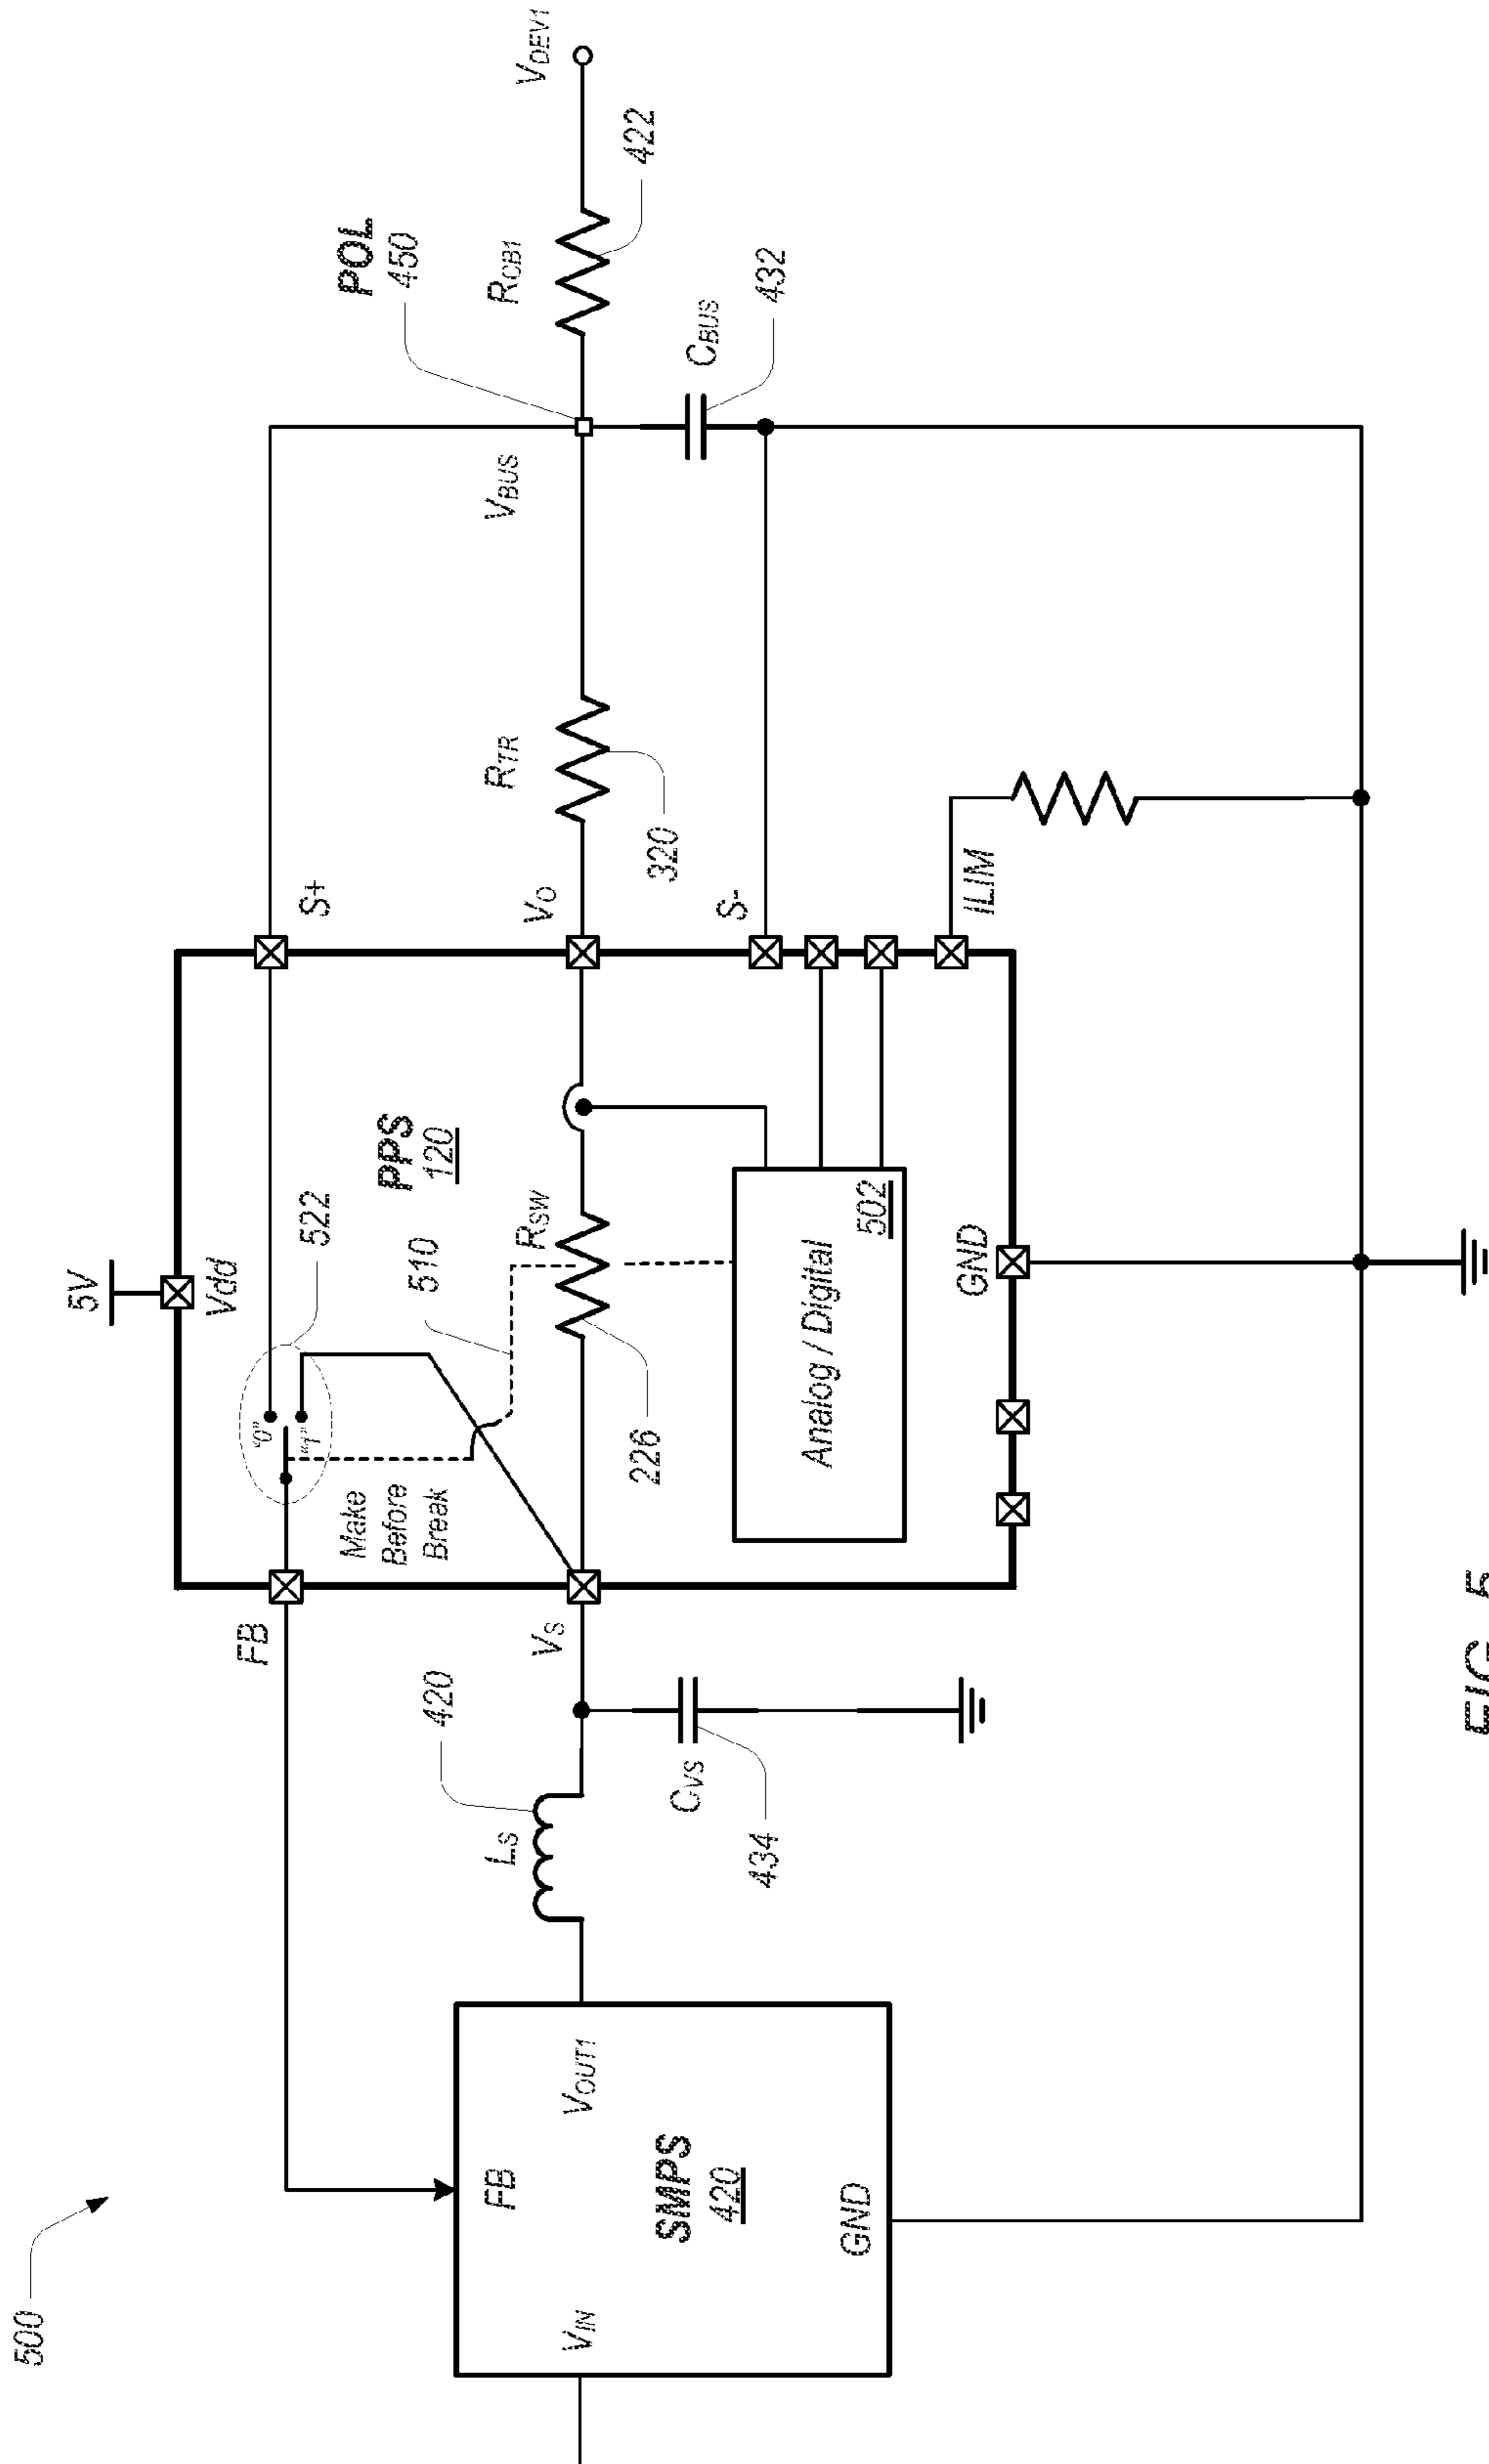 500
V_IN
SMPS
420
FB
V_OUT1
GND
L_S
420
C_VS
434
FB
V_S
5V
Vdd
Make
Before
Break
"0"
"1"
522
510
PPS
120
R_SW
226
Analog / Digital
502
GND
S+
V_O
S-
ILIM
R_TR
320
V_BUS
POL
450
C_BUS
432
R_CB1
422
V_DEV1